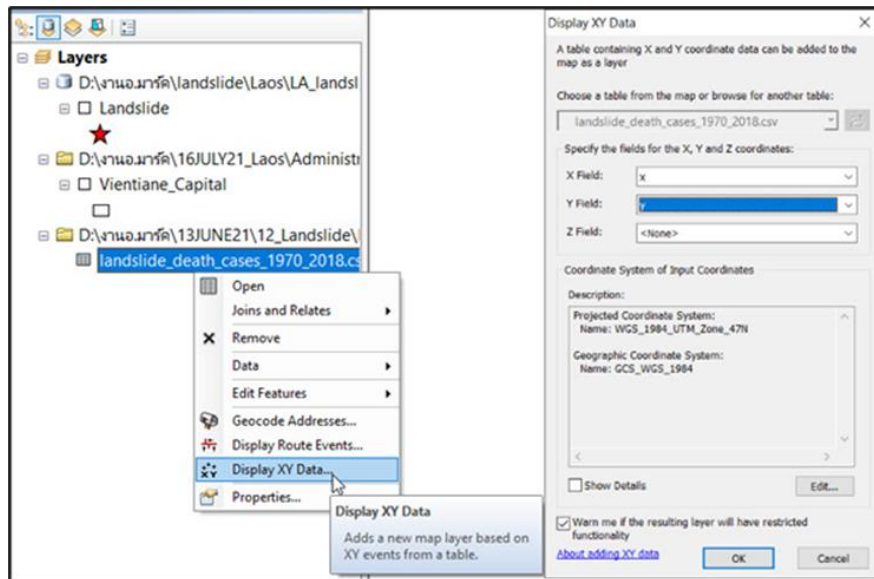 Layers
D:\งานอ.มาร์ค\landslide\Laos\LA_landsl
Landslide
D:\งานอ.มาร์ค\16JULY21_Laos\Administr
Vientiane_Capital
D:\งานอ.มาร์ค\13JUNE21\12_Landslide\
landslide_death_cases_1970_2018.cs
Open
Joins and Relates
Remove
Data
Edit Features
Geocode Addresses...
Display Route Events...
Display XY Data...
Properties...
Display XY Data
Adds a new map layer based on
XY events from a table.
Display XY Data
A table containing X and Y coordinate data can be added to the
map as a layer
Choose a table from the map or browse for another table:
landslide_death_cases_1970_2018.csv
Specify the fields for the X, Y and Z coordinates:
X Field: x
Y Field: y
Z Field: <None>
Coordinate System of Input Coordinates
Description:
Projected Coordinate System:
Name: WGS_1984_UTM_Zone_47N
Geographic Coordinate System:
Name: GCS_WGS_1984
Show Details
Edit...
Warn me if the resulting layer will have restricted
functionality
About adding XY data
OK
Cancel